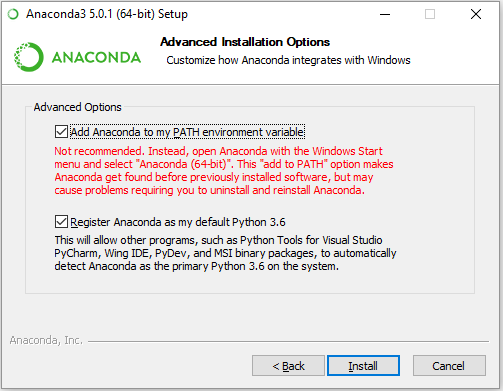 Anaconda3 5.0.1 (64-bit) Setup
ANACONDA
Advanced Installation Options
Customize how Anaconda integrates with Windows
Advanced Options
Add Anaconda to my PATH environment variable
Not recommended. Instead, open Anaconda with the Windows Start
menu and select "Anaconda (64-bit)". This "add to PATH" option makes
Anaconda get found before previously installed software, but may
cause problems requiring you to uninstall and reinstall Anaconda.
Register Anaconda as my default Python 3.6
This will allow other programs, such as Python Tools for Visual Studio
PyCharm, Wing IDE, PyDev, and MSI binary packages, to automatically
detect Anaconda as the primary Python 3.6 on the system.
Anaconda, Inc.
< Back
Install
Cancel